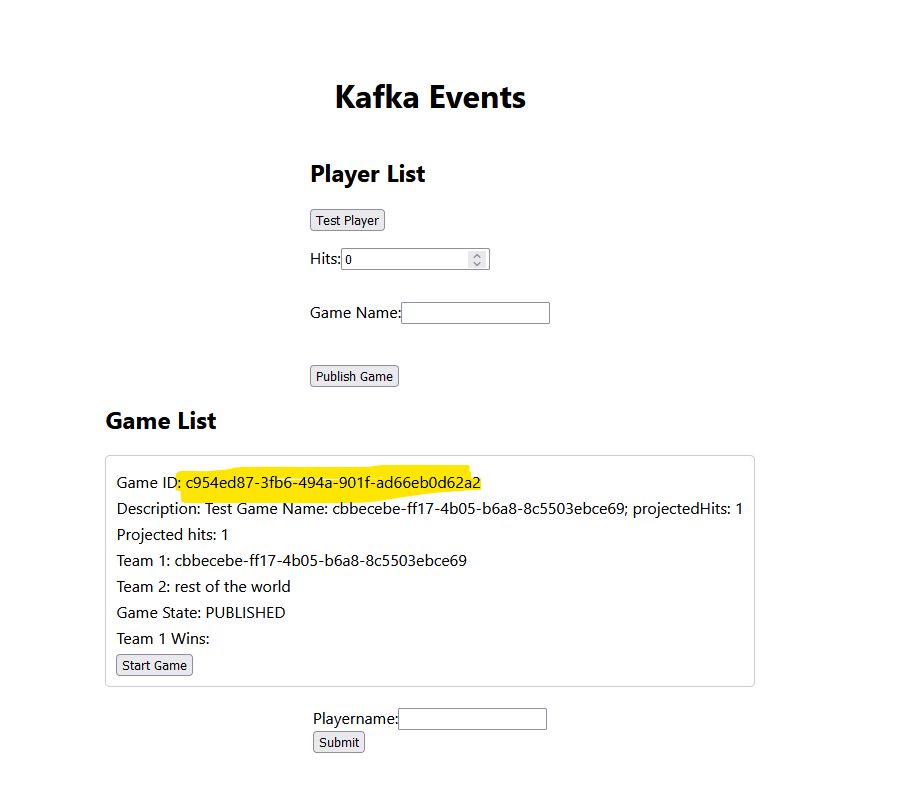 Kafka Events
Player List
Test Player
Hits: 0
Game Name:
Publish Game
Game List
Game ID: c954ed87-3fb6-494a-901f-ad66eb0d62a2
Description: Test Game Name: cbbecebe-ff17-4b05-b6a8-8c5503ebce69; projectedHits: 1
Projected hits: 1
Team 1: cbbecebe-ff17-4b05-b6a8-8c5503ebce69
Team 2: rest of the world
Game State: PUBLISHED
Team 1 Wins:
Start Game
Playername:
Submit